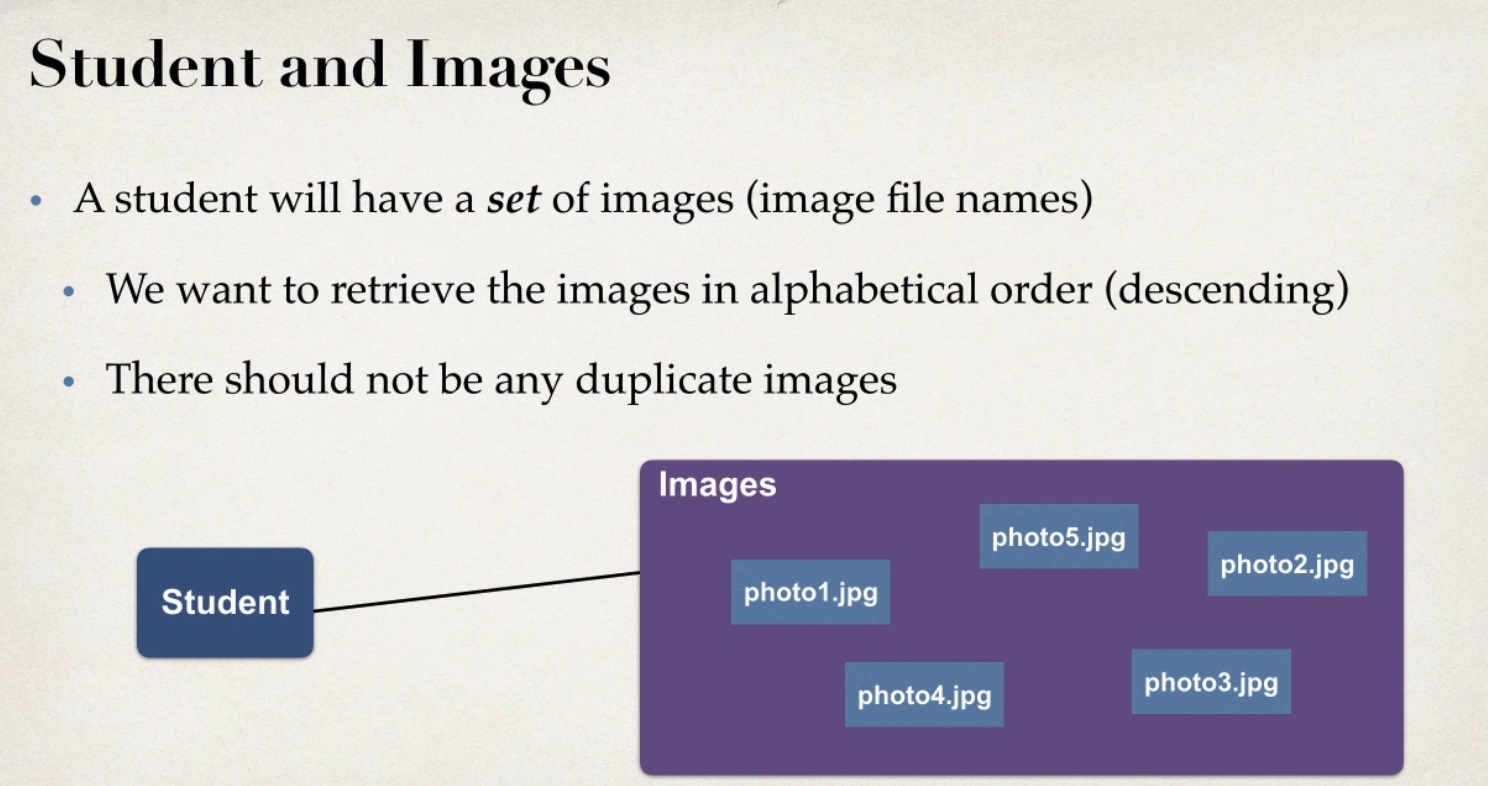 Student and Images
• A student will have a set of images (image file names)
• We want to retrieve the images in alphabetical order (descending)
• There should not be any duplicate images
Images
photo5.jpg
photo2.jpg
photo1.jpg
Student
photo3.jpg
photo4.jpg